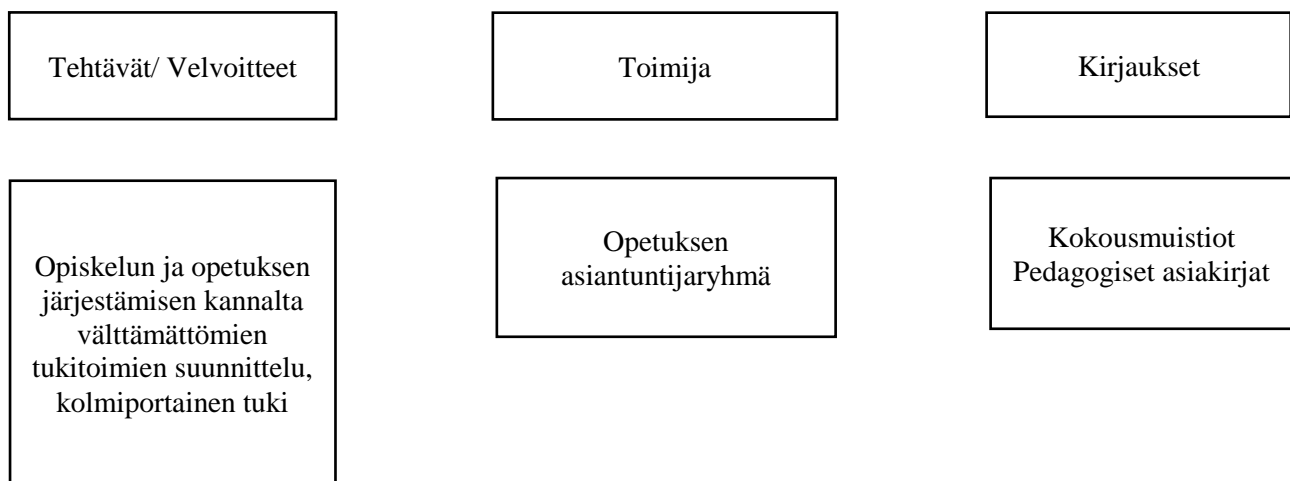 Tehtävät/ Velvoitteet
Toimija
Kirjaukset
Opiskelun ja opetuksen
järjestämisen kannalta
välttämättömien
tukitoimien suunnittelu,
kolmiportainen tuki
Opetuksen
asiantuntijaryhmä
Kokousmuistiot
Pedagogiset asiakirjat